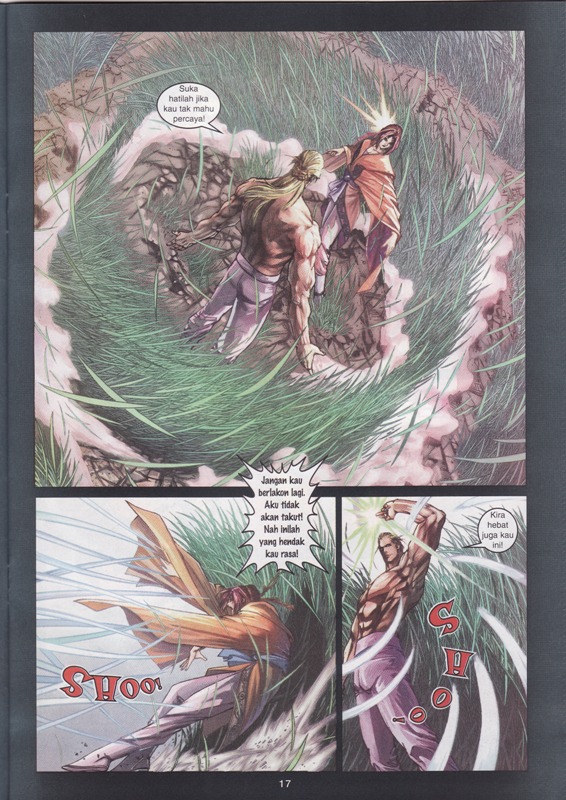 Suka
hatilah jika
kau tak mahu
percaya!
Jangan kau
berlakon lagi.
Aku tidak
akan takut!
Nah inilah
yang hendak
kau rasa!
Kira
hebat
juga kau
ini!
SHOO!
SHOO!
17